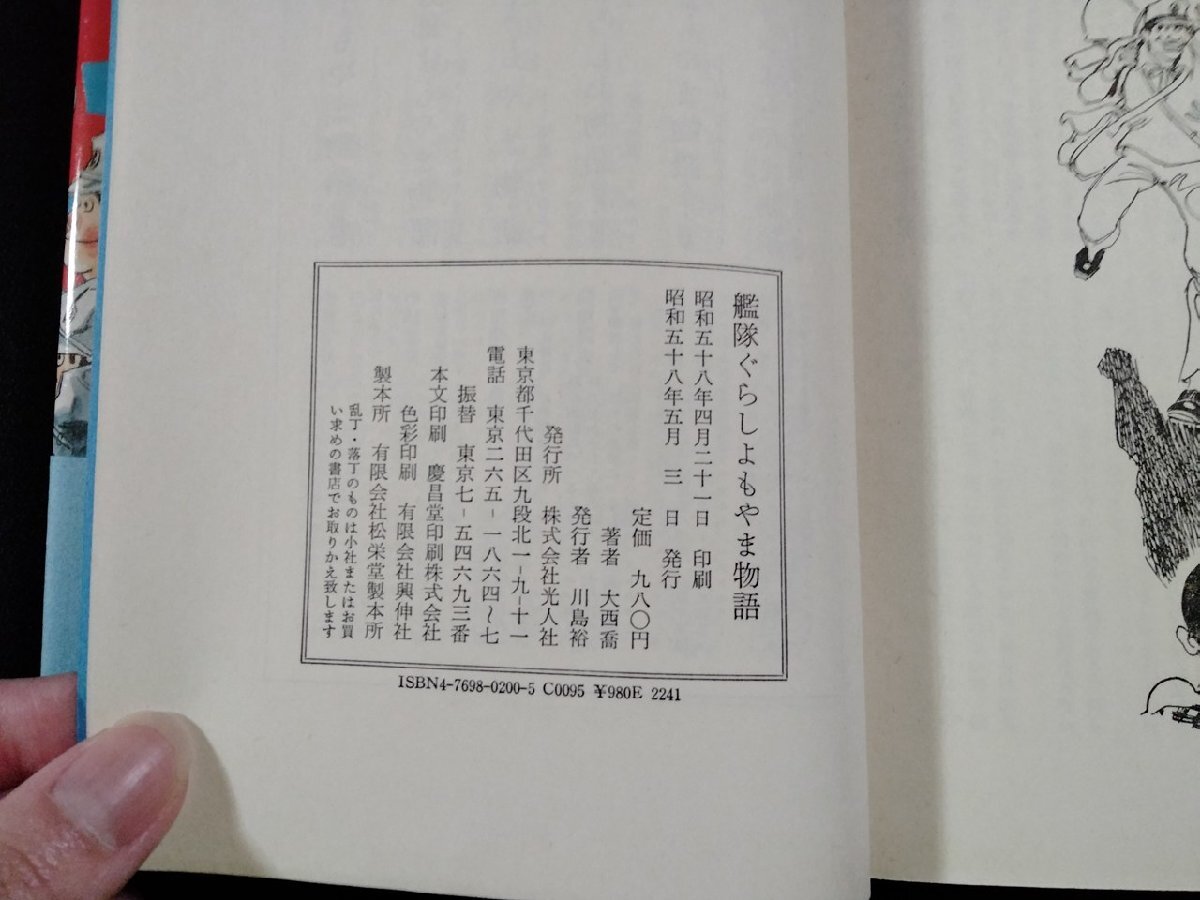 艦隊ぐらしよもやま物語
昭和五十八年四月二十一日 印刷
昭和五十八年五月 三 日 発行
定価 九八〇円
著者 大西喬
発行者 川島裕
発行所 株式会社光人社
東京都千代田区九段北一-九-十一
電話 東京二六五-一八六四~七
振替 東京七-五四六九三番
本文印刷 慶昌堂印刷株式会社
色彩印刷 有限会社興伸社
製本所 有限会社松栄堂製本所
乱丁・落丁のものは小社またはお買
い求めの書店でお取りかえ致します
ISBN4-7698-0200-5 C0095 ¥980E 2241